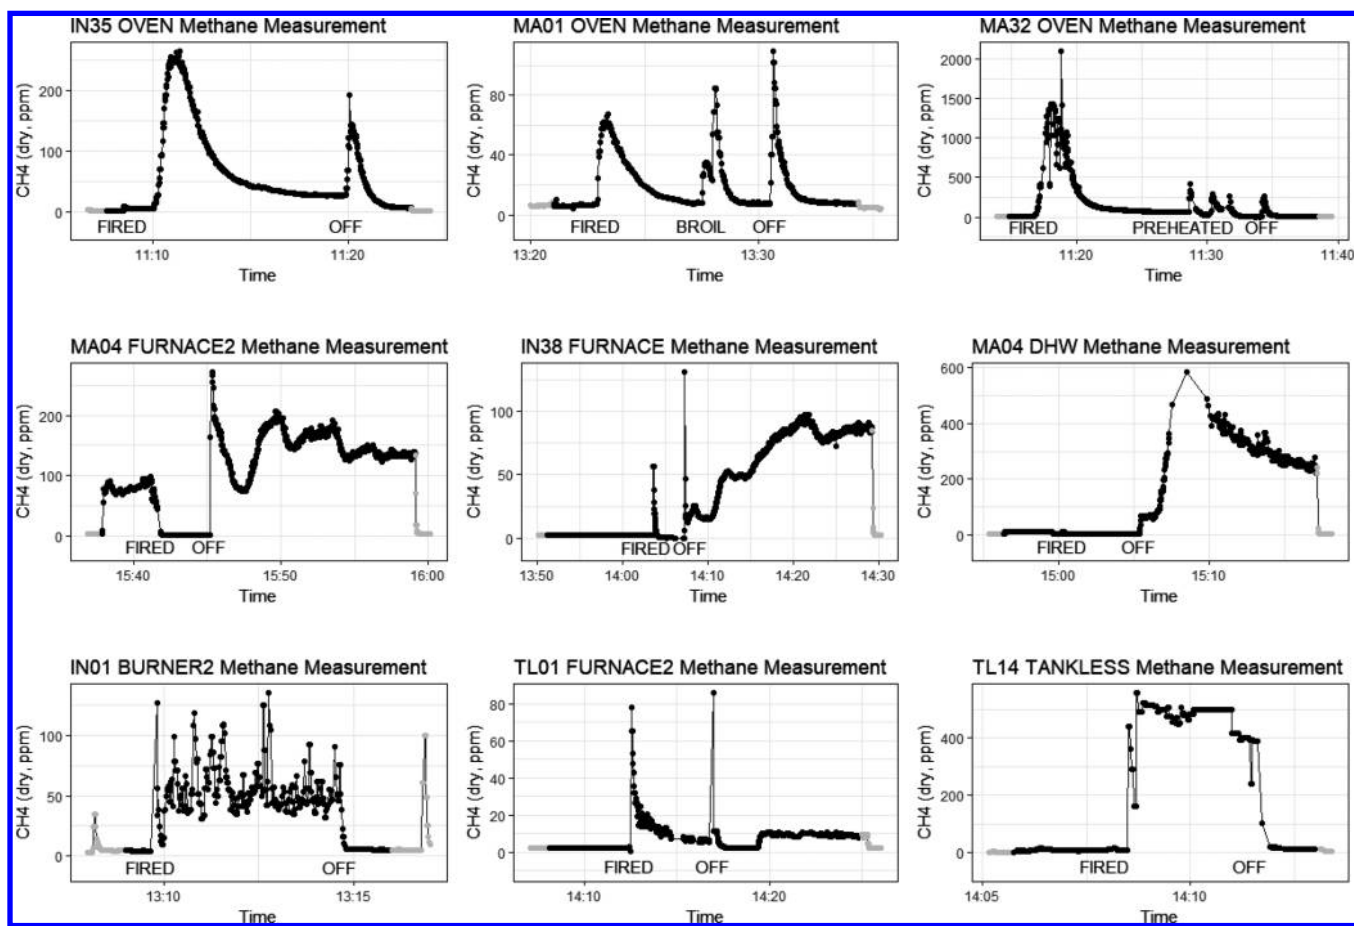 IN35 OVEN Methane Measurement
CH4 (dry, ppm)
200
100
0
FIRED OFF
11:10 11:20
Time
MA01 OVEN Methane Measurement
CH4 (dry, ppm)
80
40
0
FIRED BROIL OFF
13:20 13:30
Time
MA32 OVEN Methane Measurement
CH4 (dry, ppm)
2000
1500
1000
500
0
FIRED PREHEATED OFF
11:20 11:30 11:40
Time
MA04 FURNACE2 Methane Measurement
CH4 (dry, ppm)
200
100
0
FIRED OFF
15:40 15:50 16:00
Time
IN38 FURNACE Methane Measurement
CH4 (dry, ppm)
100
50
0
FIRED OFF
13:50 14:00 14:10 14:20 14:30
Time
MA04 DHW Methane Measurement
CH4 (dry, ppm)
600
400
200
0
FIRED OFF
15:00 15:10
Time
IN01 BURNER2 Methane Measurement
CH4 (dry, ppm)
100
50
0
FIRED OFF
13:10 13:15
Time
TL01 FURNACE2 Methane Measurement
CH4 (dry, ppm)
80
60
40
20
0
FIRED OFF
14:10 14:20
Time
TL14 TANKLESS Methane Measurement
CH4 (dry, ppm)
400
200
0
FIRED OFF
14:05 14:10
Time